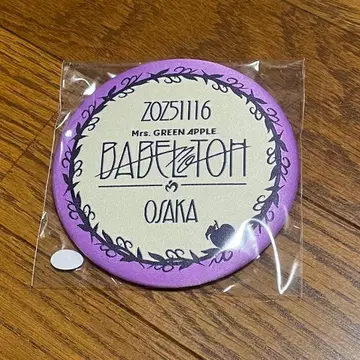 20251116
Mrs. GREEN APPLE
BABEL no TOH
OSAKA